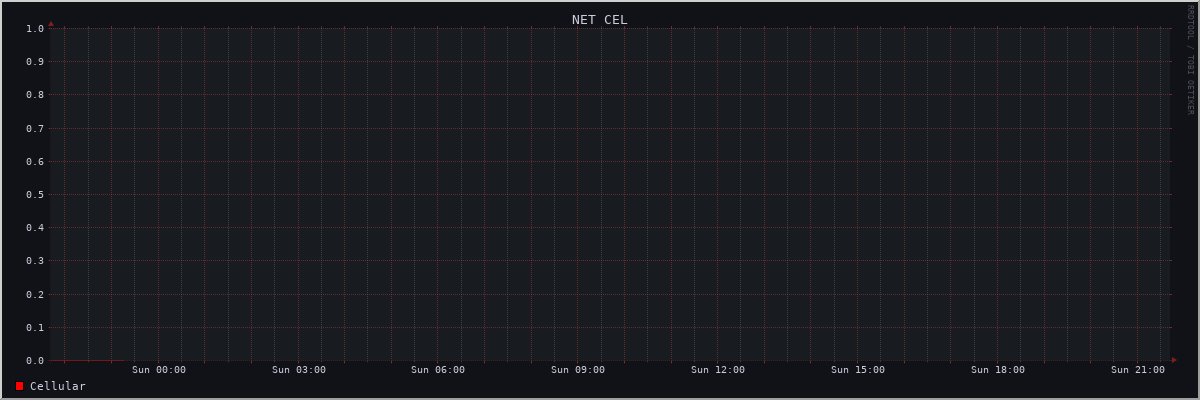 NET CEL
RRDTOOL / TOBI OETIKER
1.0
0.9
0.8
0.7
0.6
0.5
0.4
0.3
0.2
0.1
0.0
Sun 00:00 Sun 03:00 Sun 06:00 Sun 09:00 Sun 12:00 Sun 15:00 Sun 18:00 Sun 21:00
Cellular